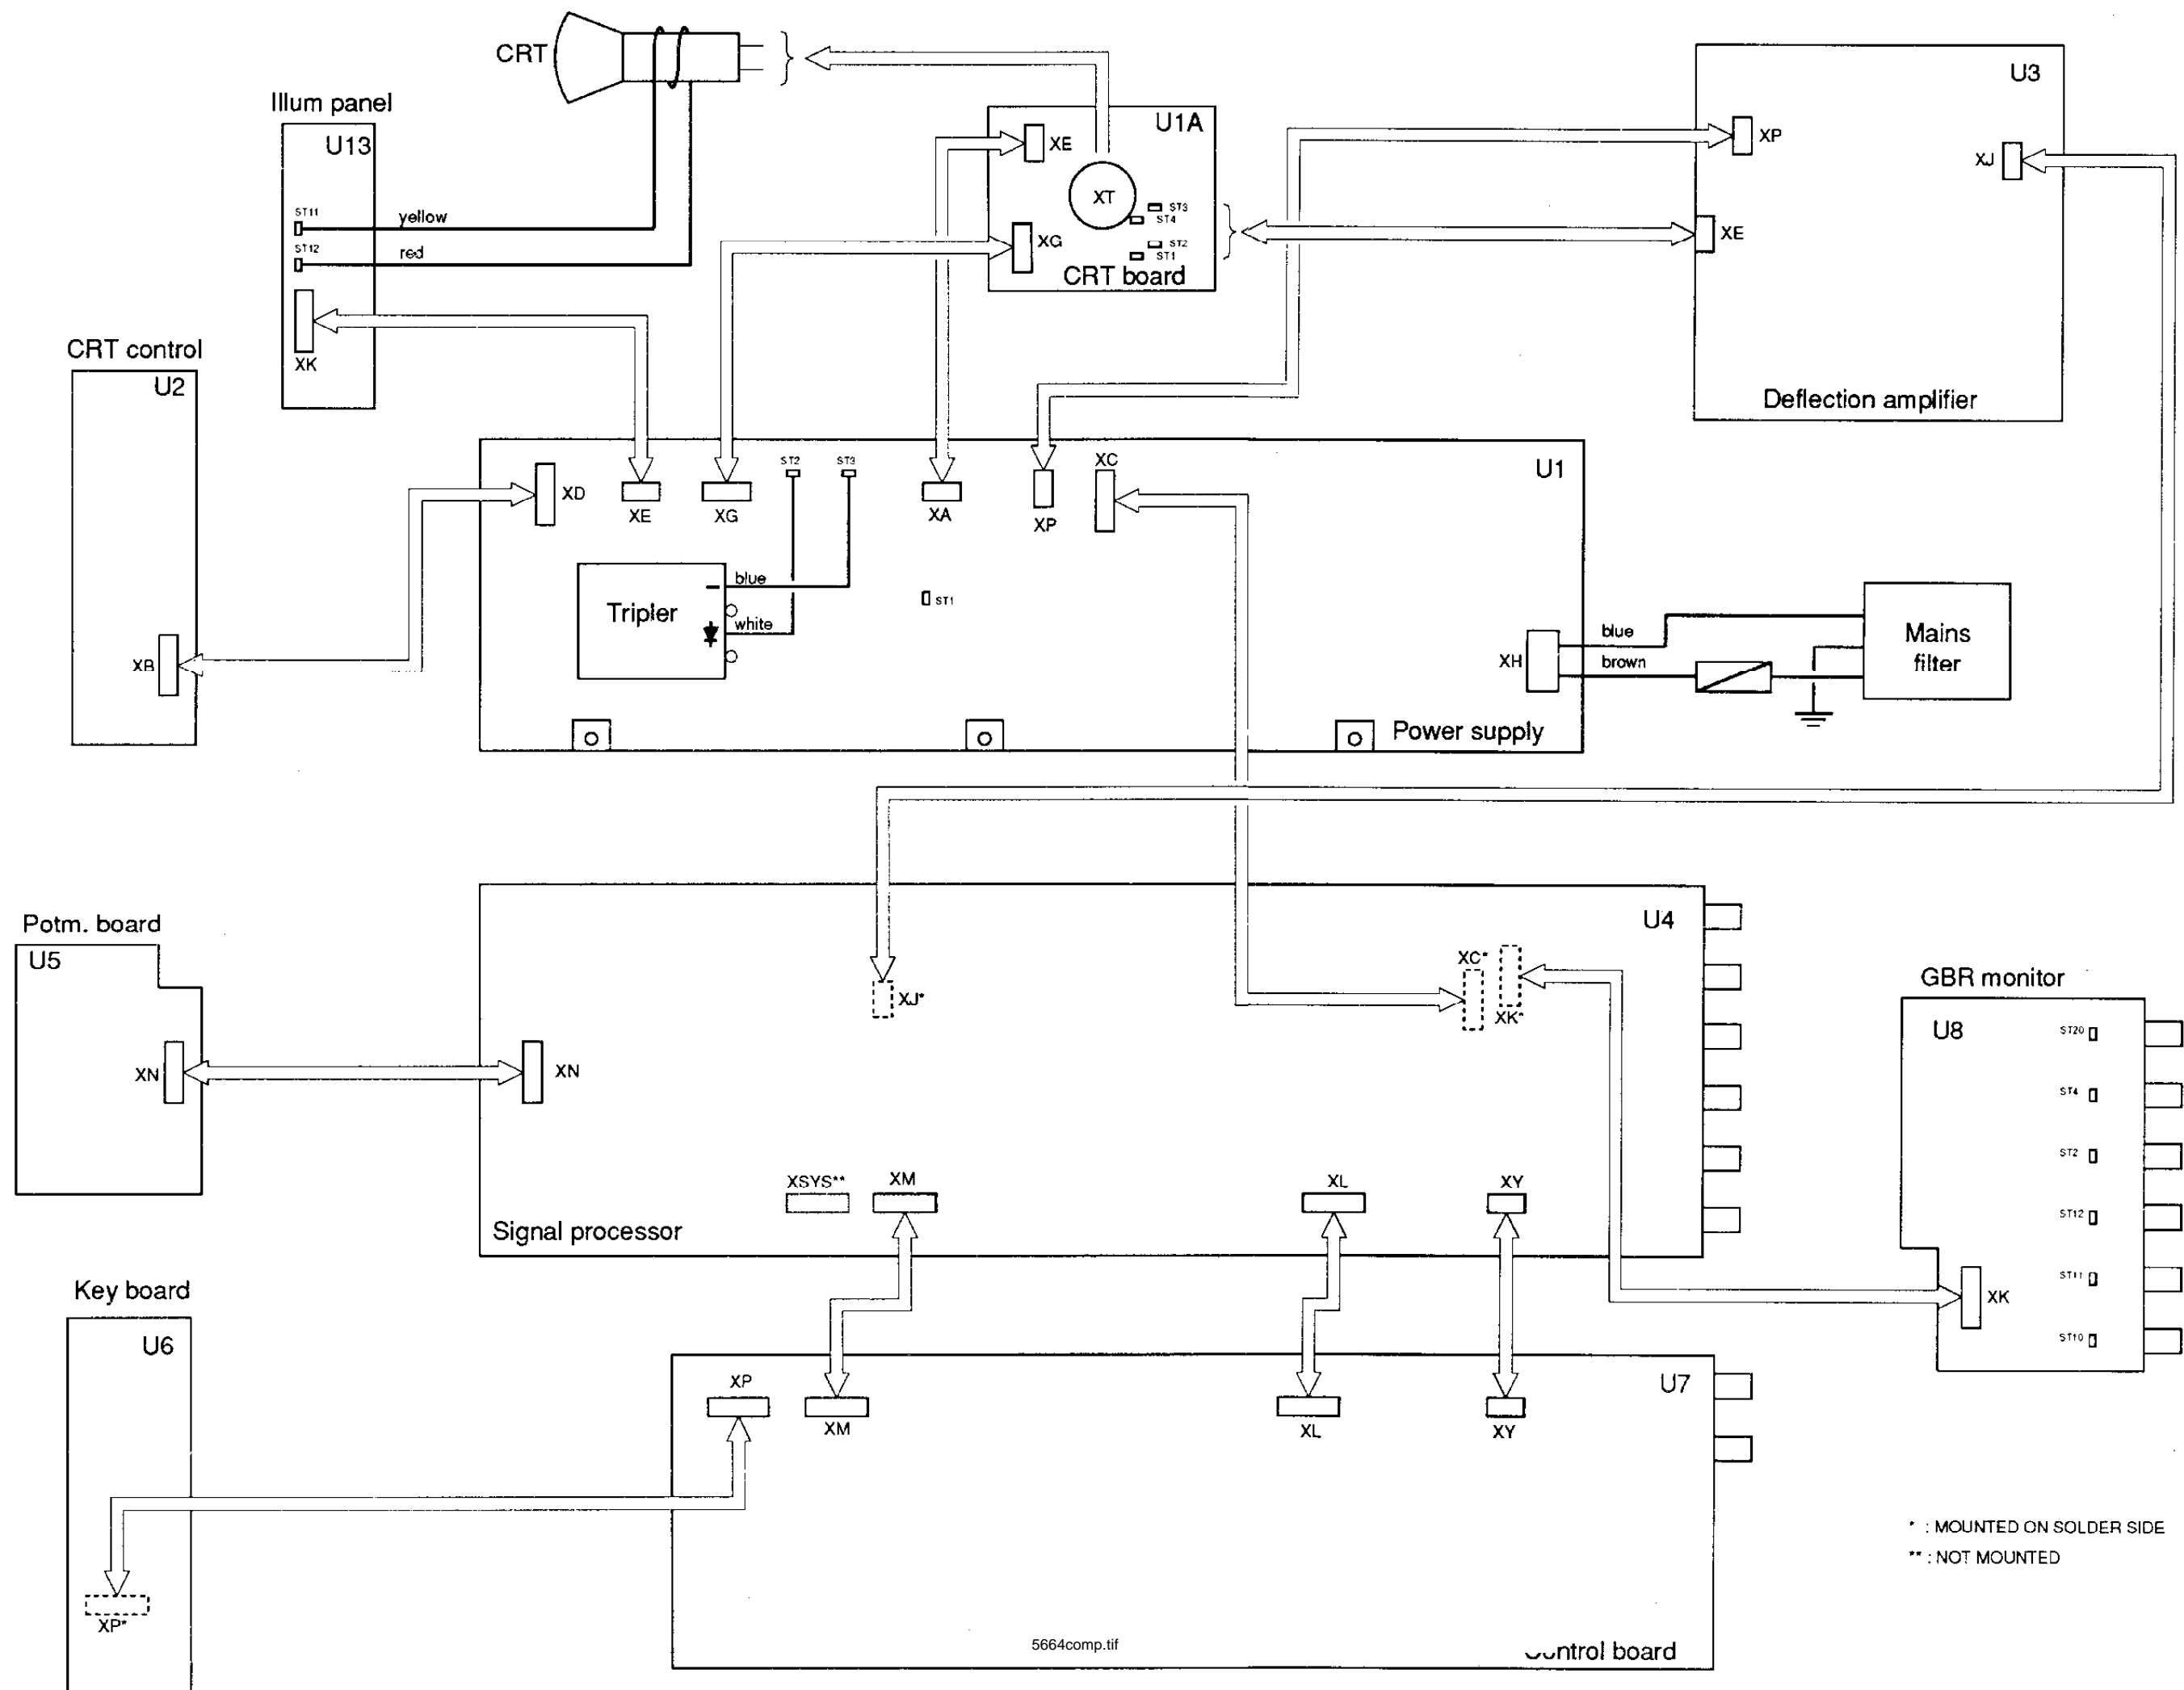 CRT
Illum panel
U13
ST11
yellow
ST12
red
XK
U1A
XE
XT
ST3
ST4
XG
ST2
ST1
CRT board
U3
XP
XJ
XE
Deflection amplifier
CRT control
U2
XB
U1
ST2
ST3
XC
XD
XE
XG
XA
XP
Tripler
blue
white
ST1
XH
blue
brown
Mains
filter
Power supply
Potm. board
U5
XN
U4
XC*
XK*
XJ*
XN
XSYS**
XM
XL
XY
Signal processor
GBR monitor
U8
ST20
ST4
ST2
ST12
ST11
ST10
XK
Key board
U6
XP*
U7
XP
XM
XL
XY
5664comp.tif
Control board
* : MOUNTED ON SOLDER SIDE
** : NOT MOUNTED